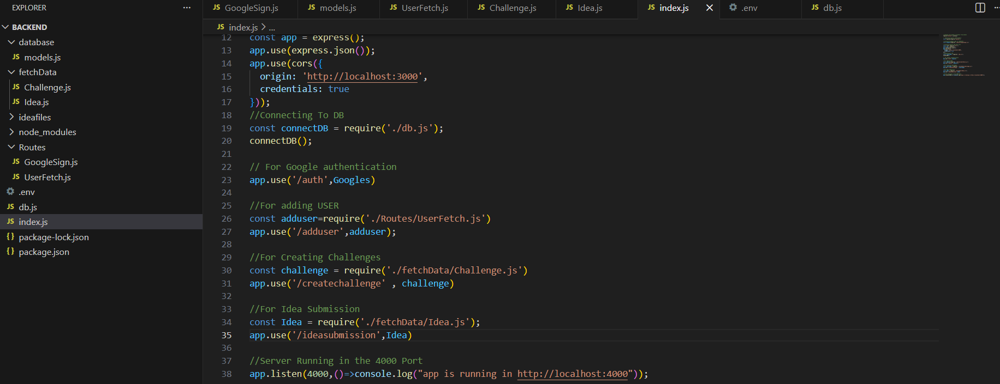 EXPLORER ...
BACKEND
database
JS models.js
fetchData
JS Challenge.js
JS Idea.js
ideafiles
node_modules
Routes
JS GoogleSign.js
JS UserFetch.js
.env
JS db.js
JS index.js
{} package-lock.json
{} package.json
JS GoogleSign.js JS models.js JS UserFetch.js JS Challenge.js JS Idea.js JS index.js .env JS db.js
JS index.js > ...
12 const app = express();
13 app.use(express.json());
14 app.use(cors({
15 origin: 'http://localhost:3000',
16 credentials: true
17 }));
18 //Connecting To DB
19 const connectDB = require('./db.js');
20 connectDB();
21
22 // For Google authentication
23 app.use('/auth',Googles)
24
25 //For adding USER
26 const adduser=require('./Routes/UserFetch.js')
27 app.use('/adduser',adduser);
28
29 //For Creating Challenges
30 const challenge = require('./fetchData/Challenge.js')
31 app.use('/createchallenge' , challenge)
32
33 //For Idea Submission
34 const Idea = require('./fetchData/Idea.js');
35 app.use('/ideasubmission',Idea)
36
37 //Server Running in the 4000 Port
38 app.listen(4000,()=>console.log("app is running in http://localhost:4000"));